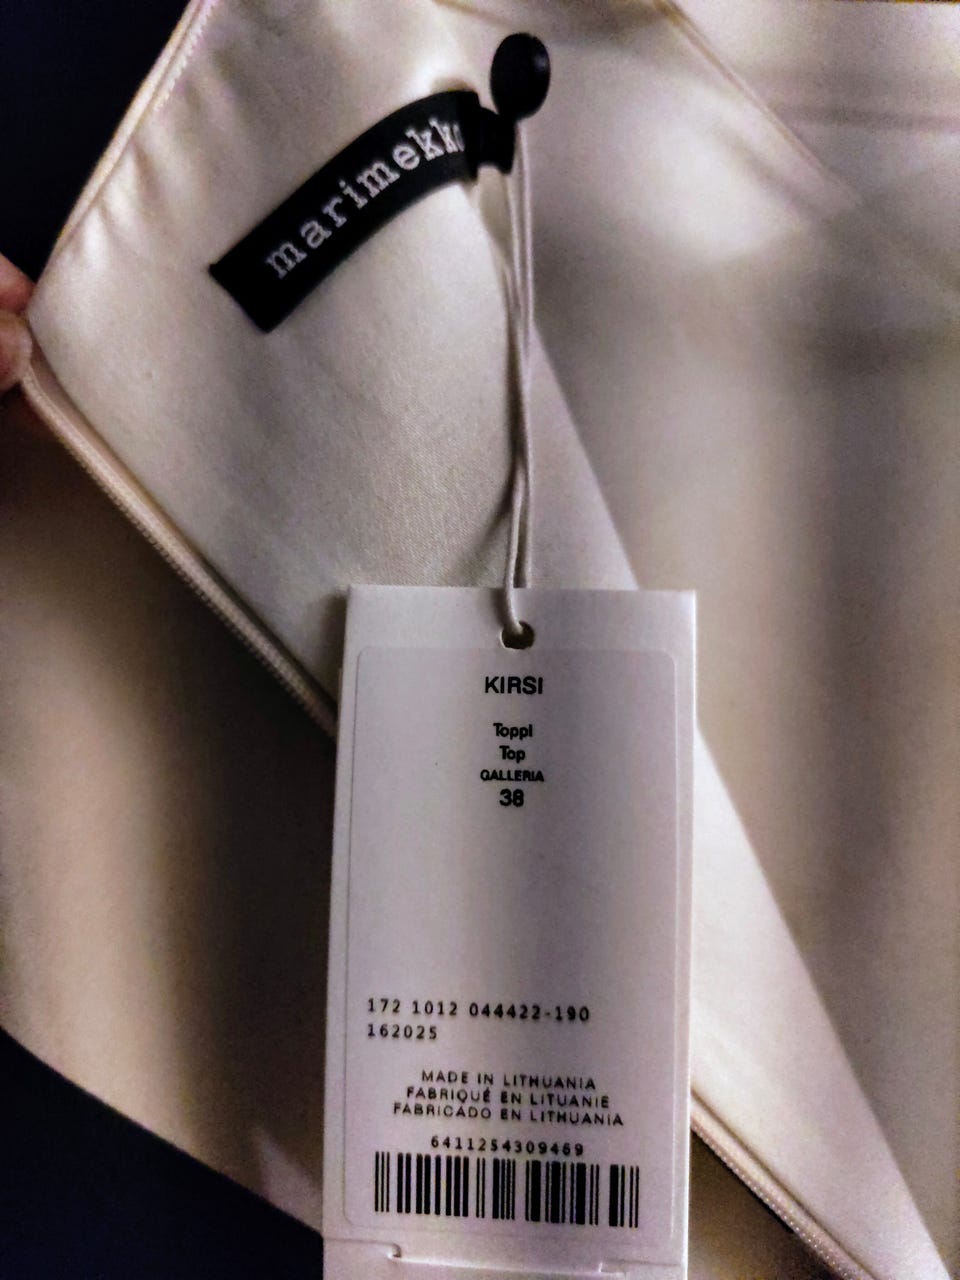 marimekko
KIRSI
Toppi
Top
GALLERIA
38
172 1012 044422-190
162025
MADE IN LITHUANIA
FABRIQUÉ EN LITUANIE
FABRICADO EN LITHUANIA
6411254309469